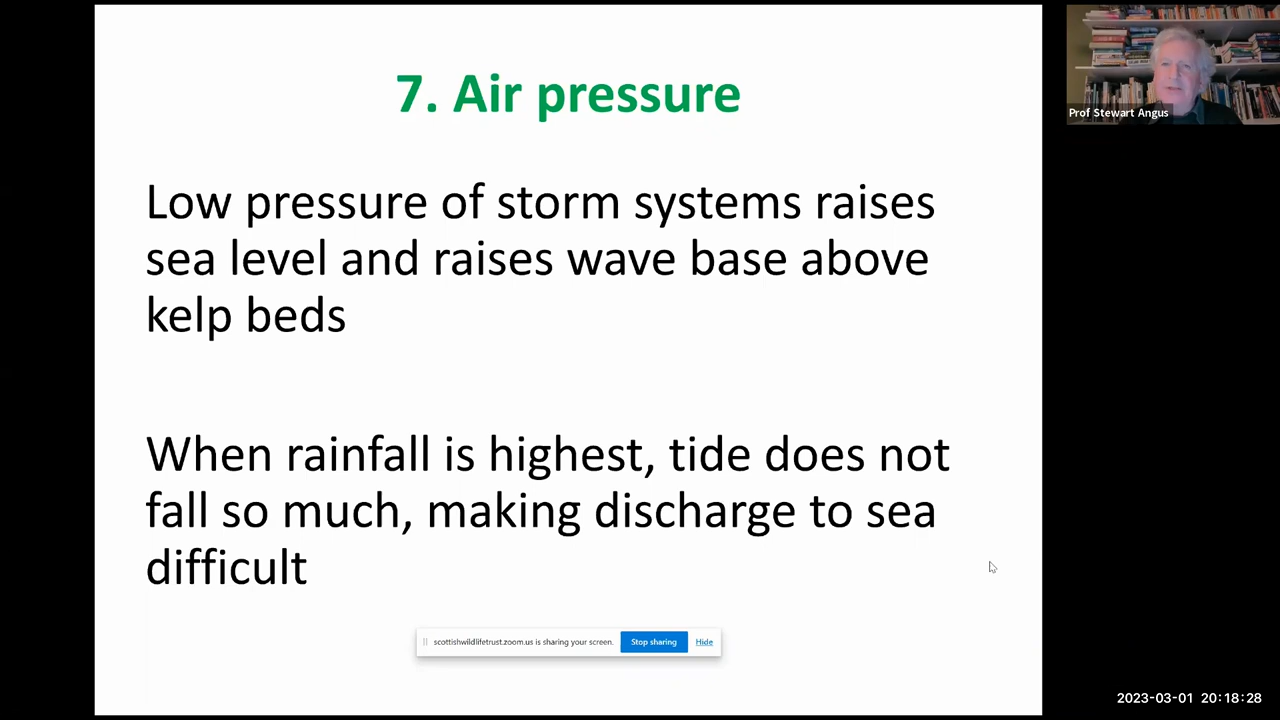 7. Air pressure
Prof Stewart Angus
Low pressure of storm systems raises
sea level and raises wave base above
kelp beds
When rainfall is highest, tide does not
fall so much, making discharge to sea
difficult
scottishwildlifetrust.zoom.us is sharing your screen. Stop sharing Hide
2023-03-01 20:18:28